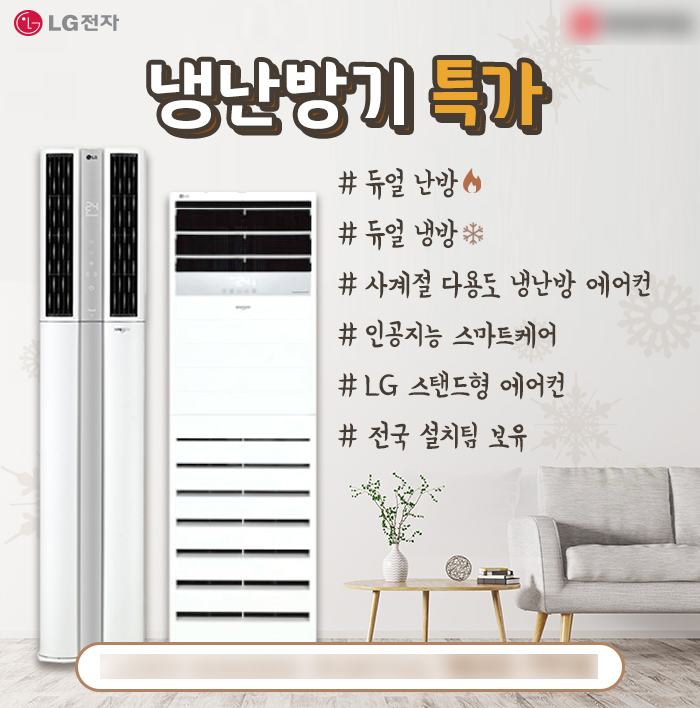 LG전자
냉난방기 특가
# 듀얼 난방
# 듀얼 냉방
# 사계절 다용도 냉난방 에어컨
# 인공지능 스마트케어
# LG 스탠드형 에어컨
# 전국 설치팀 보유